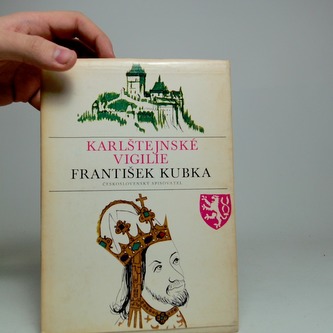 KARLŠTEJNSKÉ
VIGILIE
FRANTIŠEK KUBKA
ČESKOSLOVENSKÝ SPISOVATEL